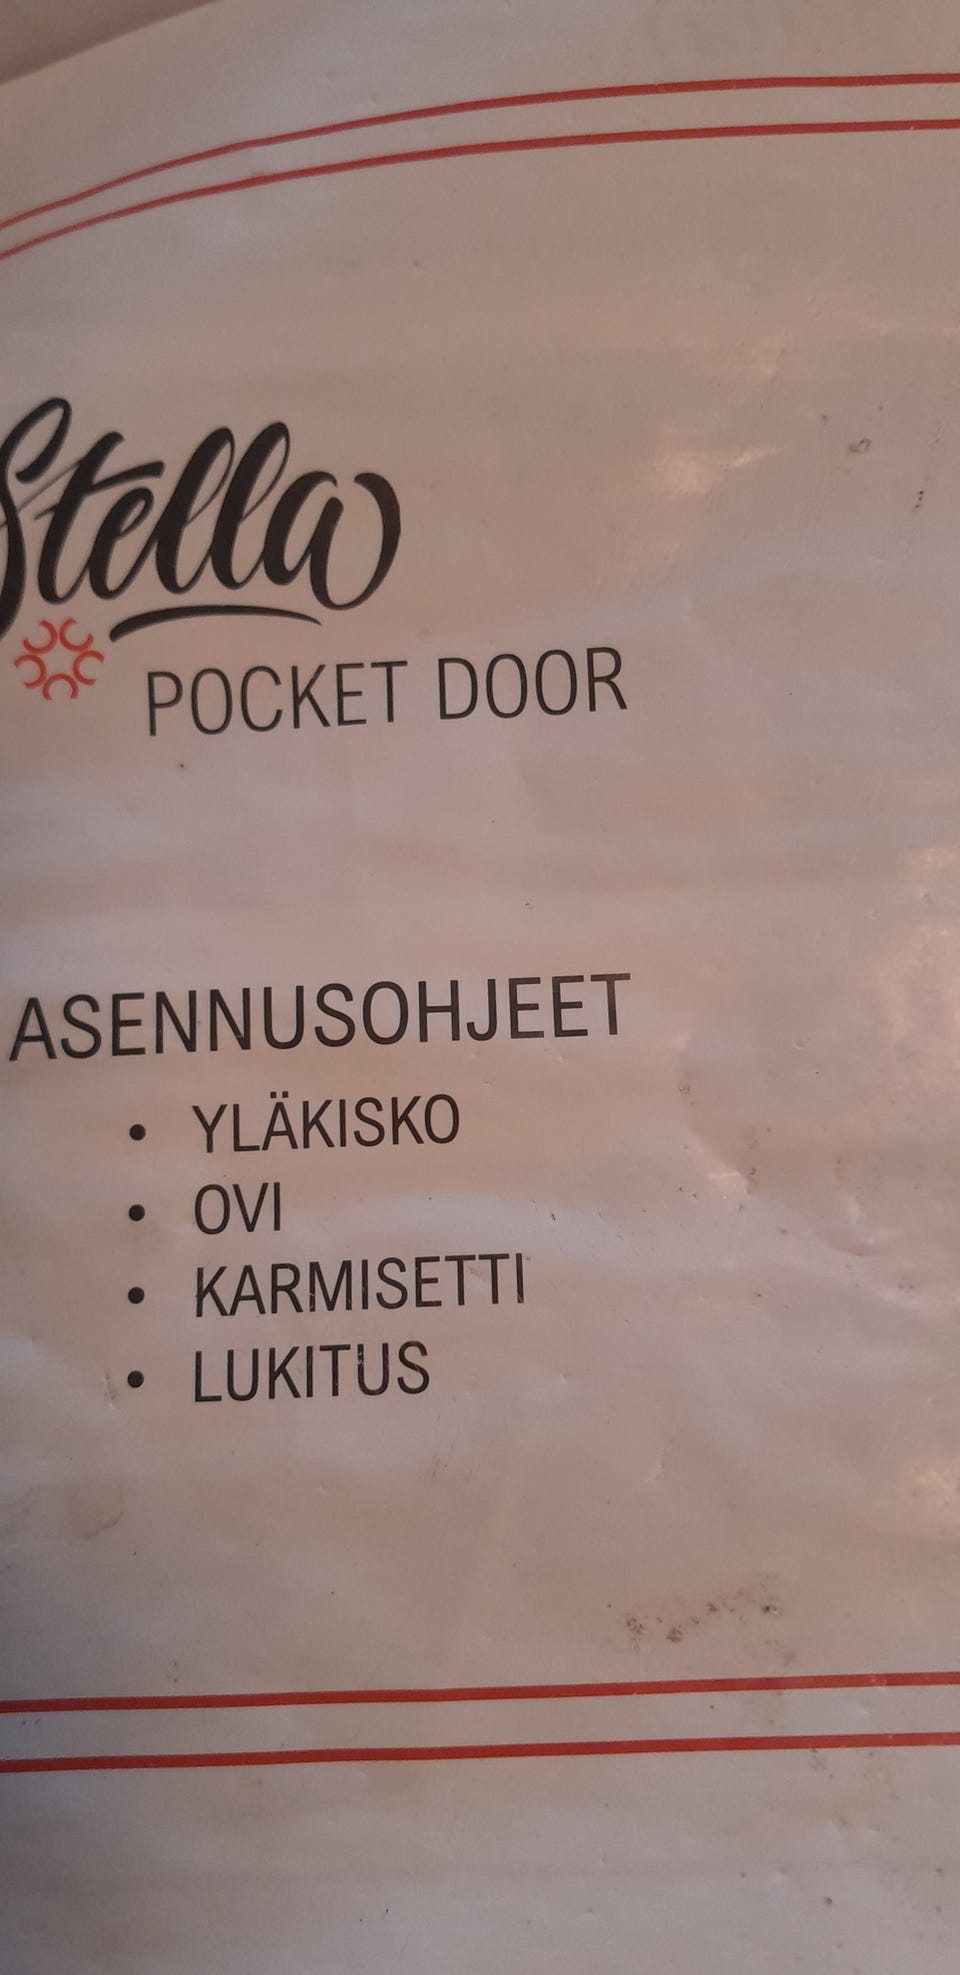 Stella
POCKET DOOR
ASENNUSOHJEET
• YLÄKISKO
• OVI
• KARMISETTI
• LUKITUS